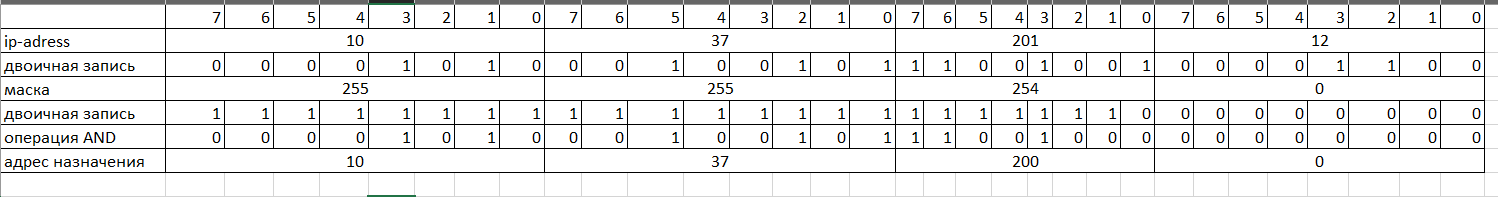 7 6 5 4 3 2 1 0 7 6 5 4 3 2 1 0 7 6 5 4 3 2 1 0 7 6 5 4 3 2 1 0
ip-adress 10 37 201 12
двоичная запись 0 0 0 0 1 0 1 0 0 0 1 0 0 1 0 1 1 1 0 0 1 0 0 1 0 0 0 0 1 1 0 0
маска 255 255 254 0
двоичная запись 1 1 1 1 1 1 1 1 1 1 1 1 1 1 1 1 1 1 1 1 1 1 1 0 0 0 0 0 0 0 0 0
операция AND 0 0 0 0 1 0 1 0 0 0 1 0 0 1 0 1 1 1 0 0 1 0 0 0 0 0 0 0 0 0 0 0
адрес назначения 10 37 200 0